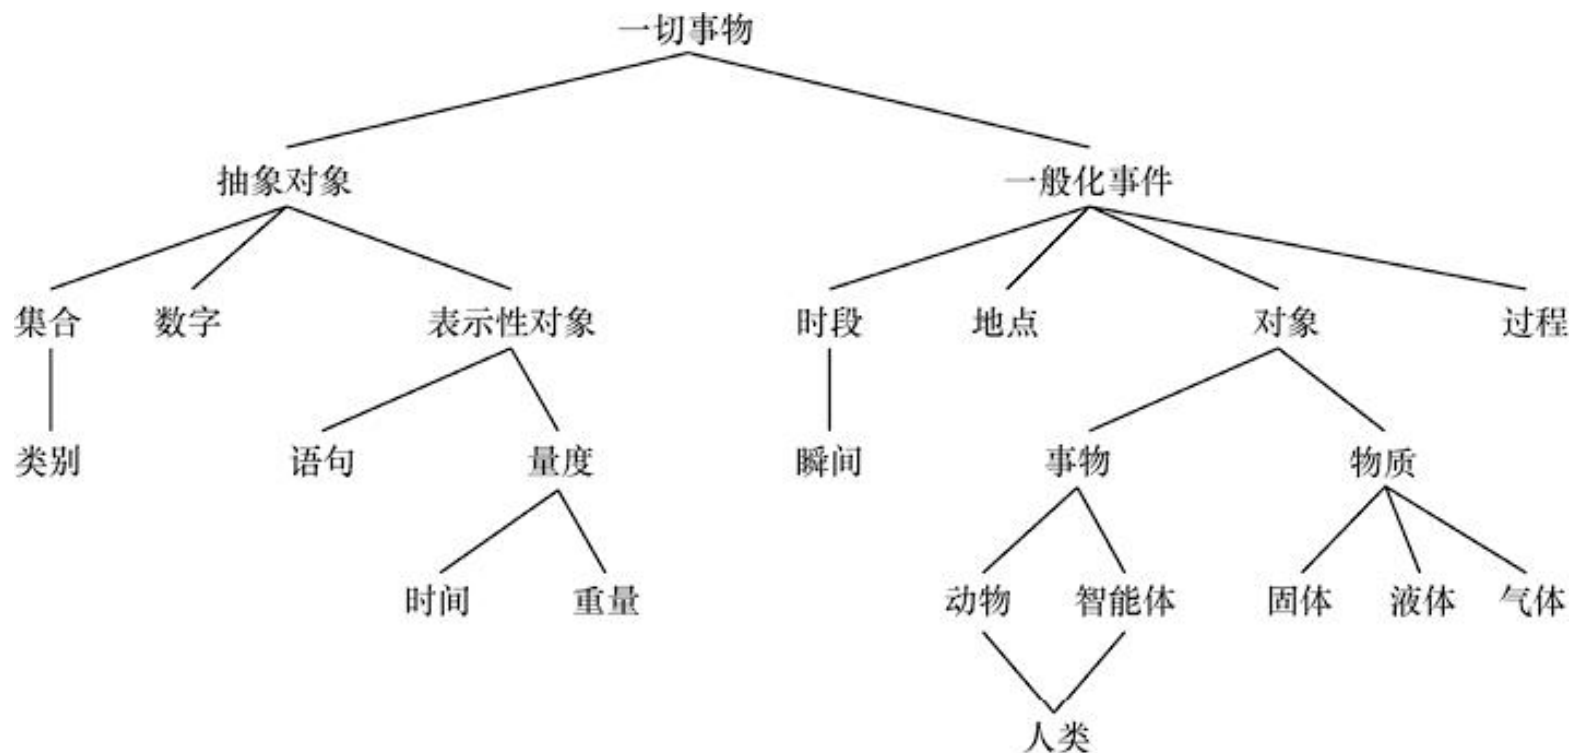 一切事物
抽象对象 一般化事件
集合 数字 表示性对象 时段 地点 对象 过程
类别 语句 量度 瞬间 事物 物质
时间 重量 动物 智能体 固体 液体 气体
人类